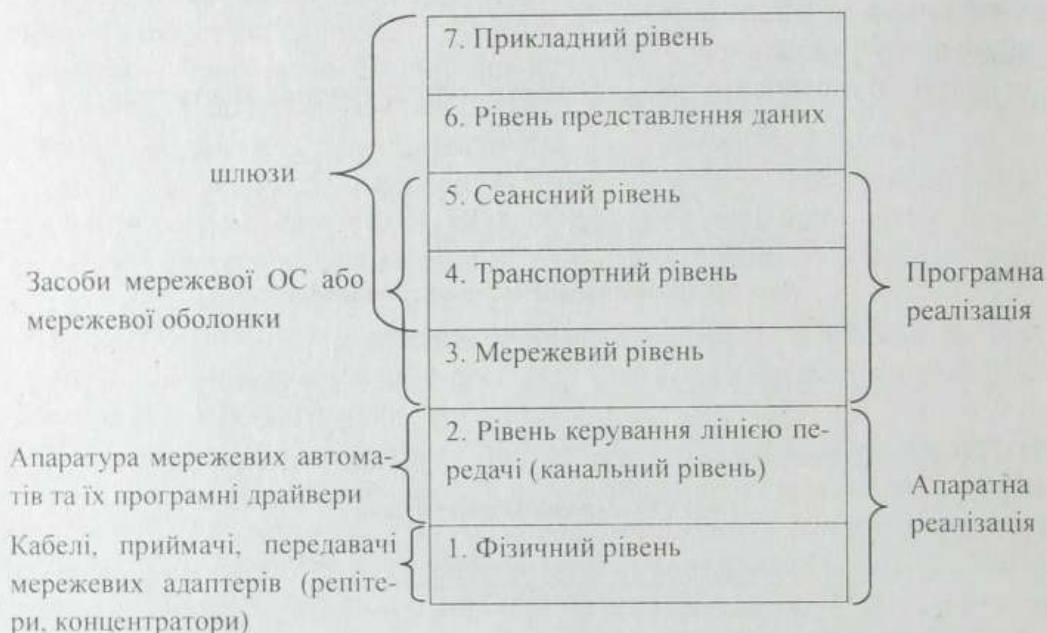 7. Прикладний рівень
6. Рівень представлення даних
шлюзи
5. Сеансний рівень
Засоби мережевої ОС або
мережевої оболонки
4. Транспортний рівень
Програмна
реалізація
3. Мережевий рівень
2. Рівень керування лінією пе-
редачі (канальний рівень)
Апаратура мережевих автома-
тів та їх програмні драйвери
Апаратна
реалізація
1. Фізичний рівень
Кабелі, приймачі, передавачі
мережевих адаптерів (репіте-
ри, концентратори)